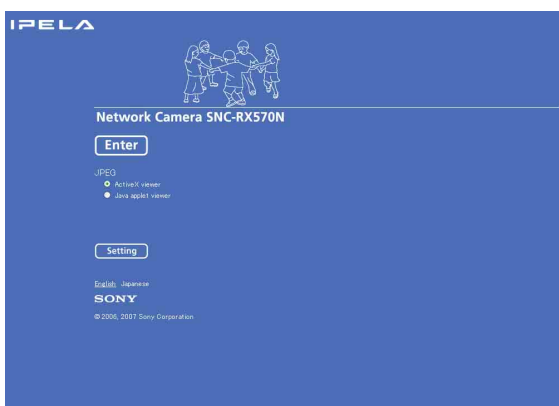 IPELA
Network Camera SNC-RX570N
Enter
JPEG
ActiveX viewer
Java applet viewer
Setting
English Japanese
SONY
© 2006, 2007 Sony Corporation